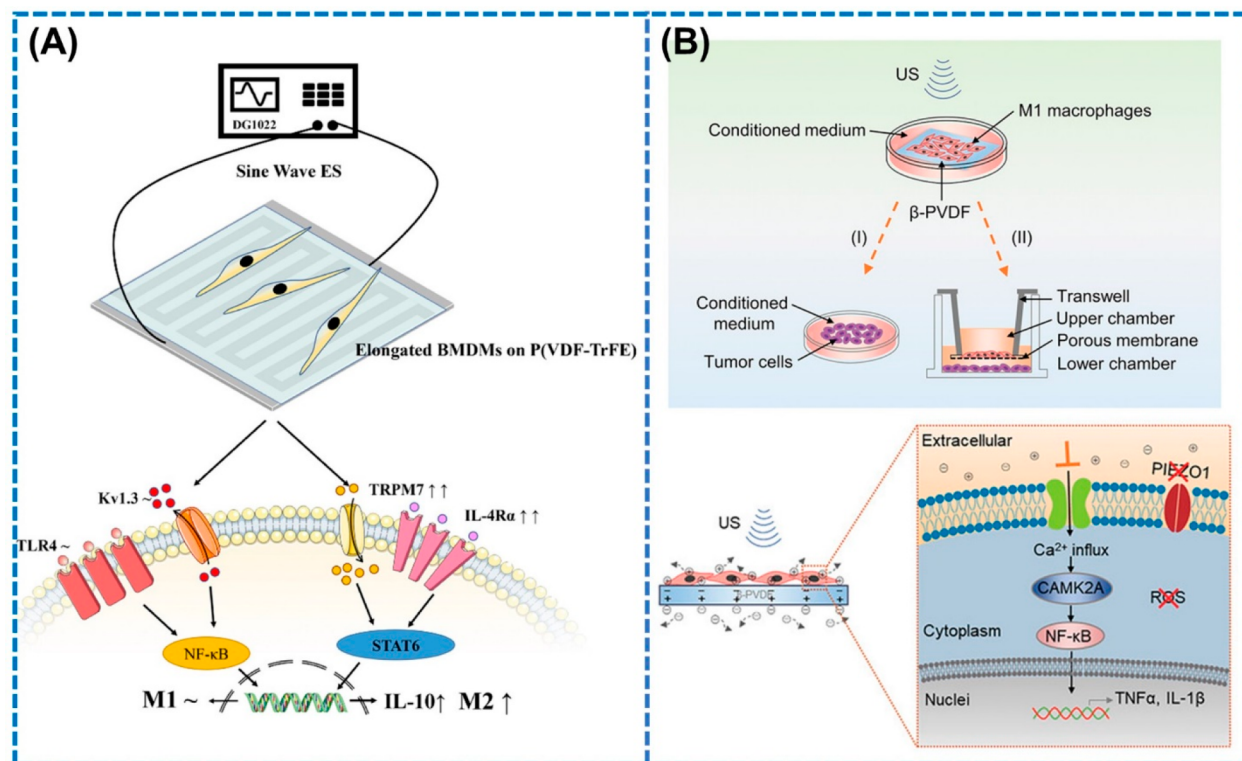 (A)
DG1022
Sine Wave ES
Elongated BMDMs on P(VDF-TrFE)
Kv1.3~
TRPM7 ↑↑
IL-4Rα ↑↑
TLR4 ~
NF-κB
STAT6
M1 ~
IL-10↑ M2 ↑
(B)
US
Conditioned medium
M1 macrophages
β-PVDF
(I)
(II)
Conditioned
medium
Tumor cells
Transwell
Upper chamber
Porous membrane
Lower chamber
US
β-PVDF
Extracellular
PIEZO1
Ca²⁺ influx
CAMK2A
ROS
Cytoplasm
NF-κB
Nuclei
TNFα, IL-1β